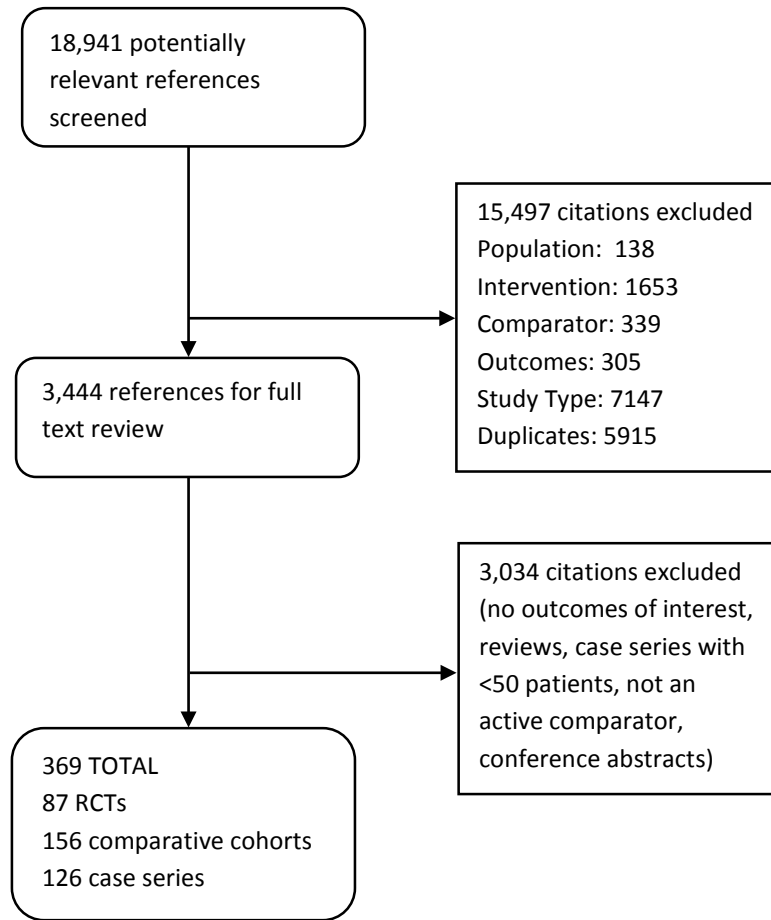 18,941 potentially
relevant references
screened
15,497 citations excluded
Population:  138
Intervention: 1653
Comparator: 339
Outcomes: 305
Study Type: 7147
Duplicates: 5915
3,444 references for full
text review
3,034 citations excluded
(no outcomes of interest,
reviews, case series with
<50 patients, not an
active comparator,
conference abstracts)
369 TOTAL
87 RCTs
156 comparative cohorts
126 case series